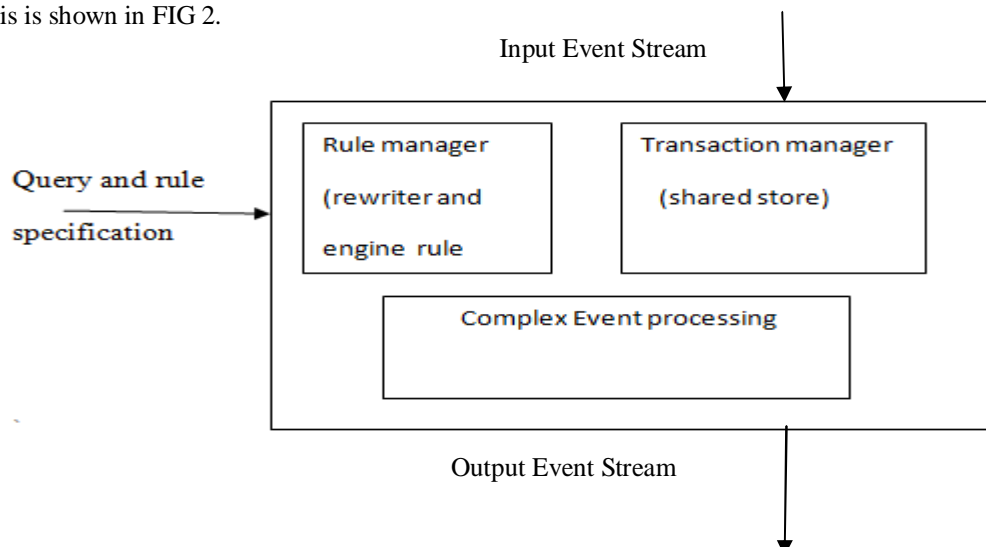 is is shown in FIG 2.
Input Event Stream
Rule manager
(rewriter and
engine rule
Transaction manager
(shared store)
Query and rule
specification
Complex Event processing
Output Event Stream